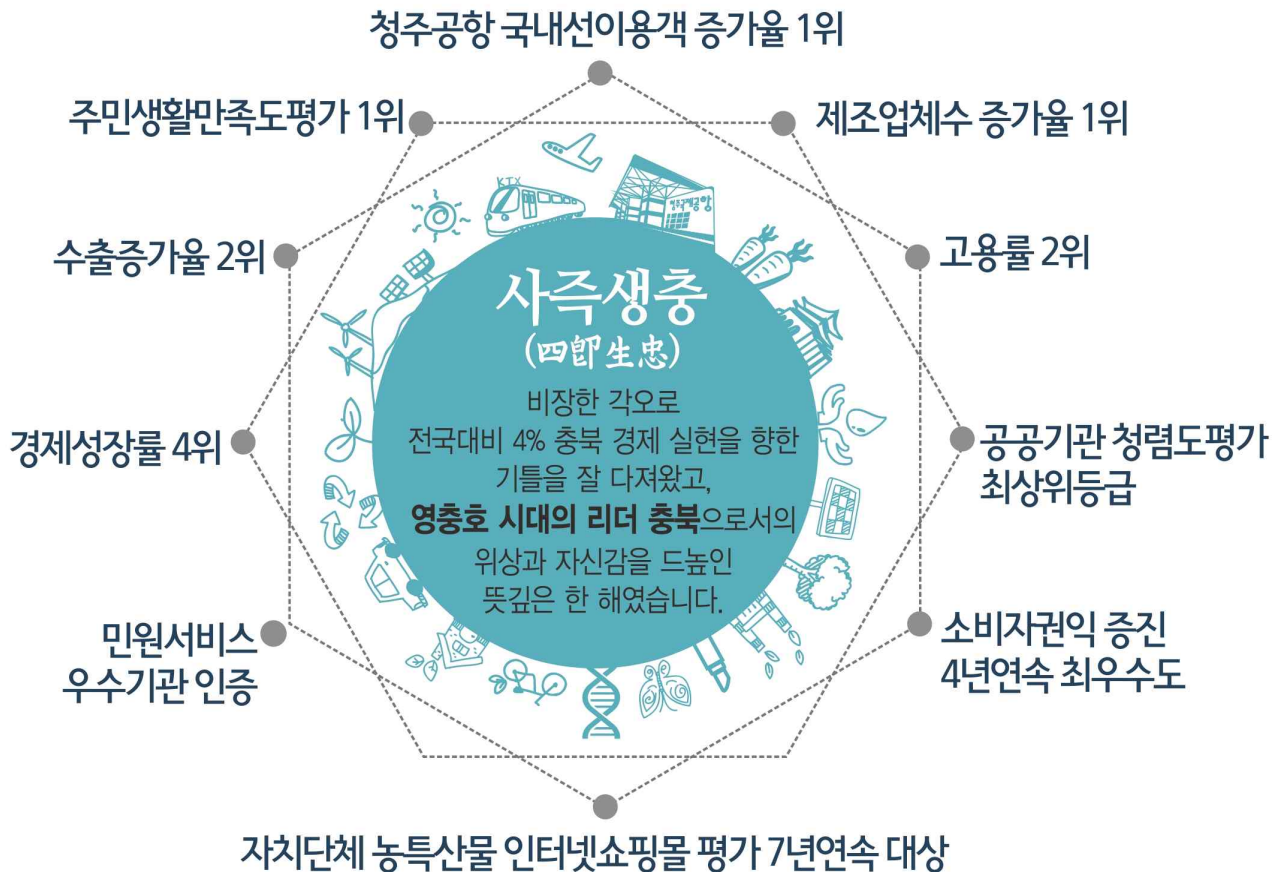 청주공항 국내선이용객 증가율 1위
주민생활만족도평가 1위
제조업체수 증가율 1위
KTX
청주국제공항
수출증가율 2위
고용률 2위
사즉생충
(四卽生忠)
비장한 각오로
전국대비 4% 충북 경제 실현을 향한
기틀을 잘 다져왔고,
영충호 시대의 리더 충북으로서의
위상과 자신감을 드높인
뜻깊은 한 해였습니다.
경제성장률 4위
공공기관 청렴도평가
최상위등급
민원서비스
우수기관 인증
소비자권익 증진
4년연속 최우수도
자치단체 농특산물 인터넷쇼핑몰 평가 7년연속 대상